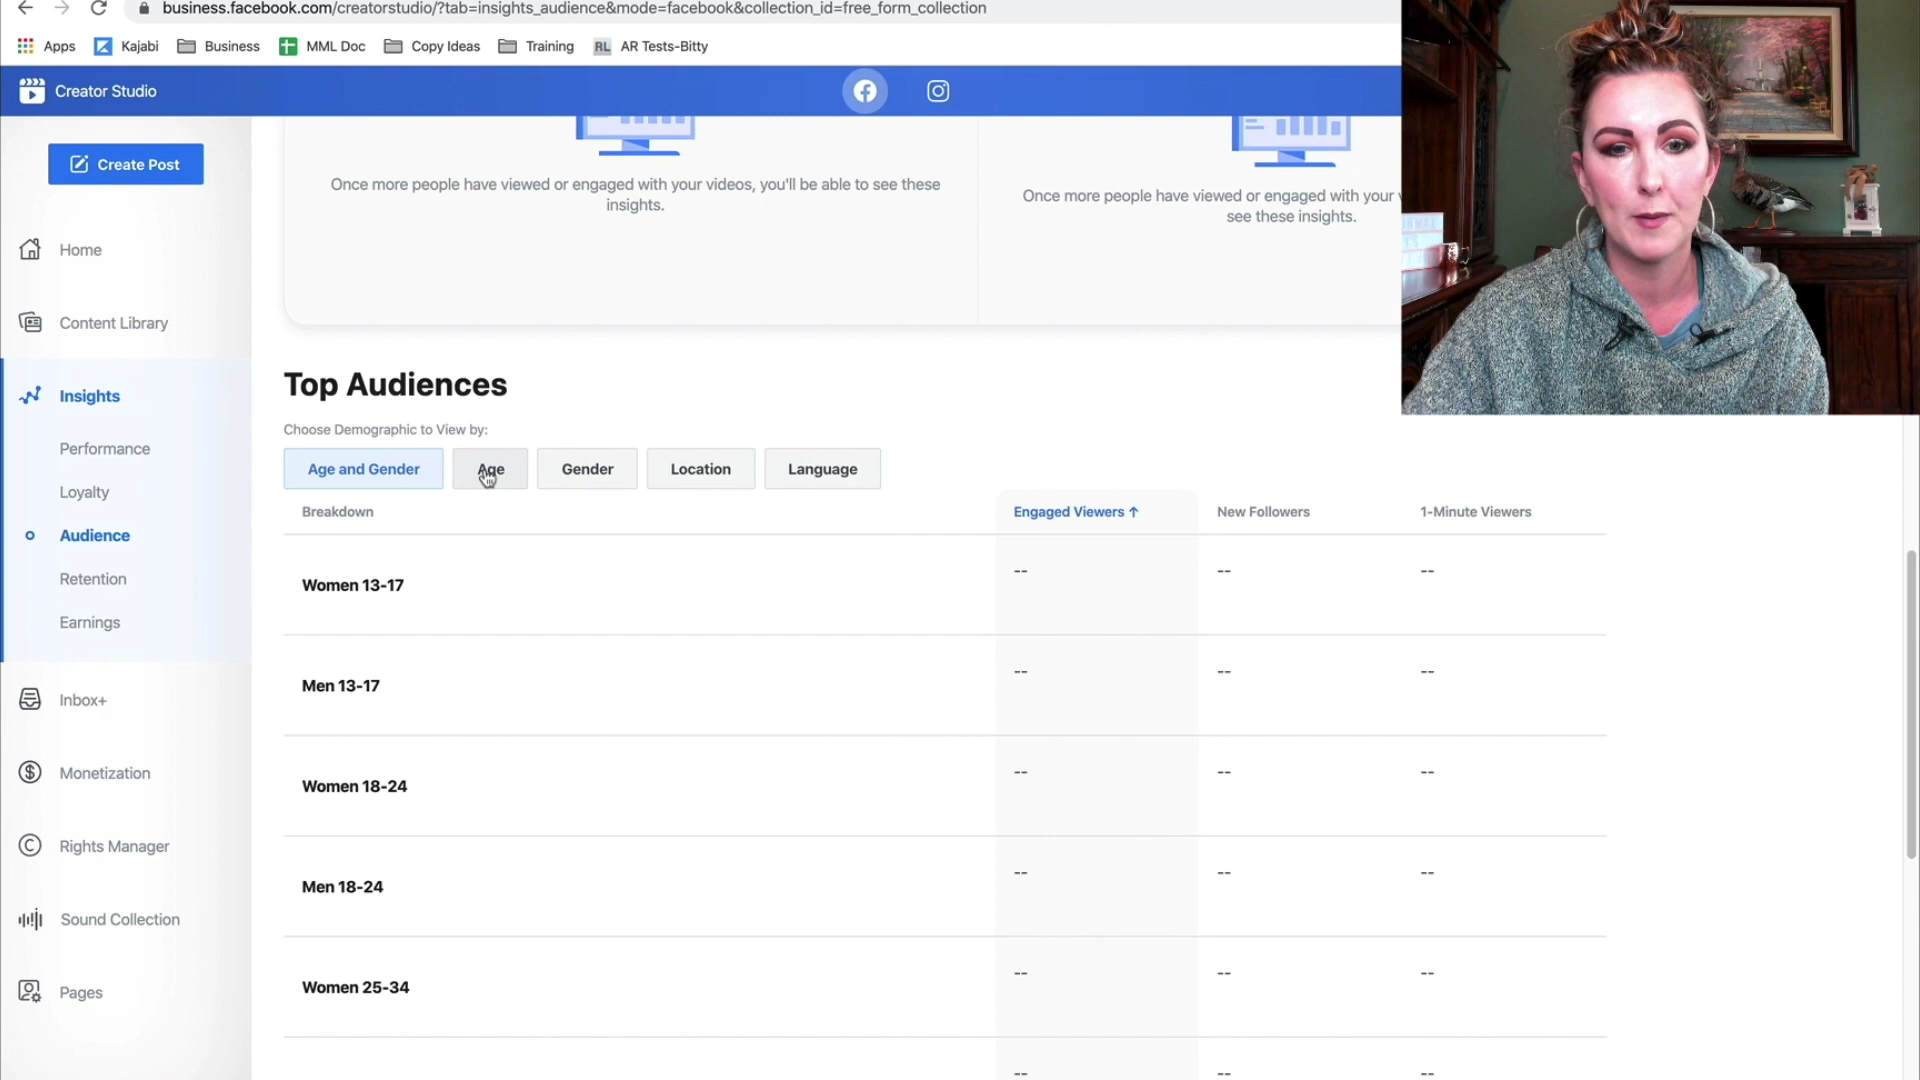 business.facebook.com/creatorstudio/?tab=insights_audience&mode=facebook&collection_id=free_form_collection
Apps
Kajabi
Business
MML Doc
Copy Ideas
Training
RL
AR Tests-Bitty
Creator Studio
Create Post
Home
Content Library
Insights
Performance
Loyalty
Audience
Retention
Earnings
Inbox+
Monetization
Rights Manager
Sound Collection
Pages
Once more people have viewed or engaged with your videos, you'll be able to see these
insights.
Once more people have viewed or engaged with your
see these insights.
Top Audiences
Choose Demographic to View by:
Age and Gender
Age
Gender
Location
Language
Breakdown
Engaged Viewers ↑
New Followers
1-Minute Viewers
Women 13-17
-- -- --
Men 13-17
-- -- --
Women 18-24
-- -- --
Men 18-24
-- -- --
Women 25-34
-- -- --
-- -- --